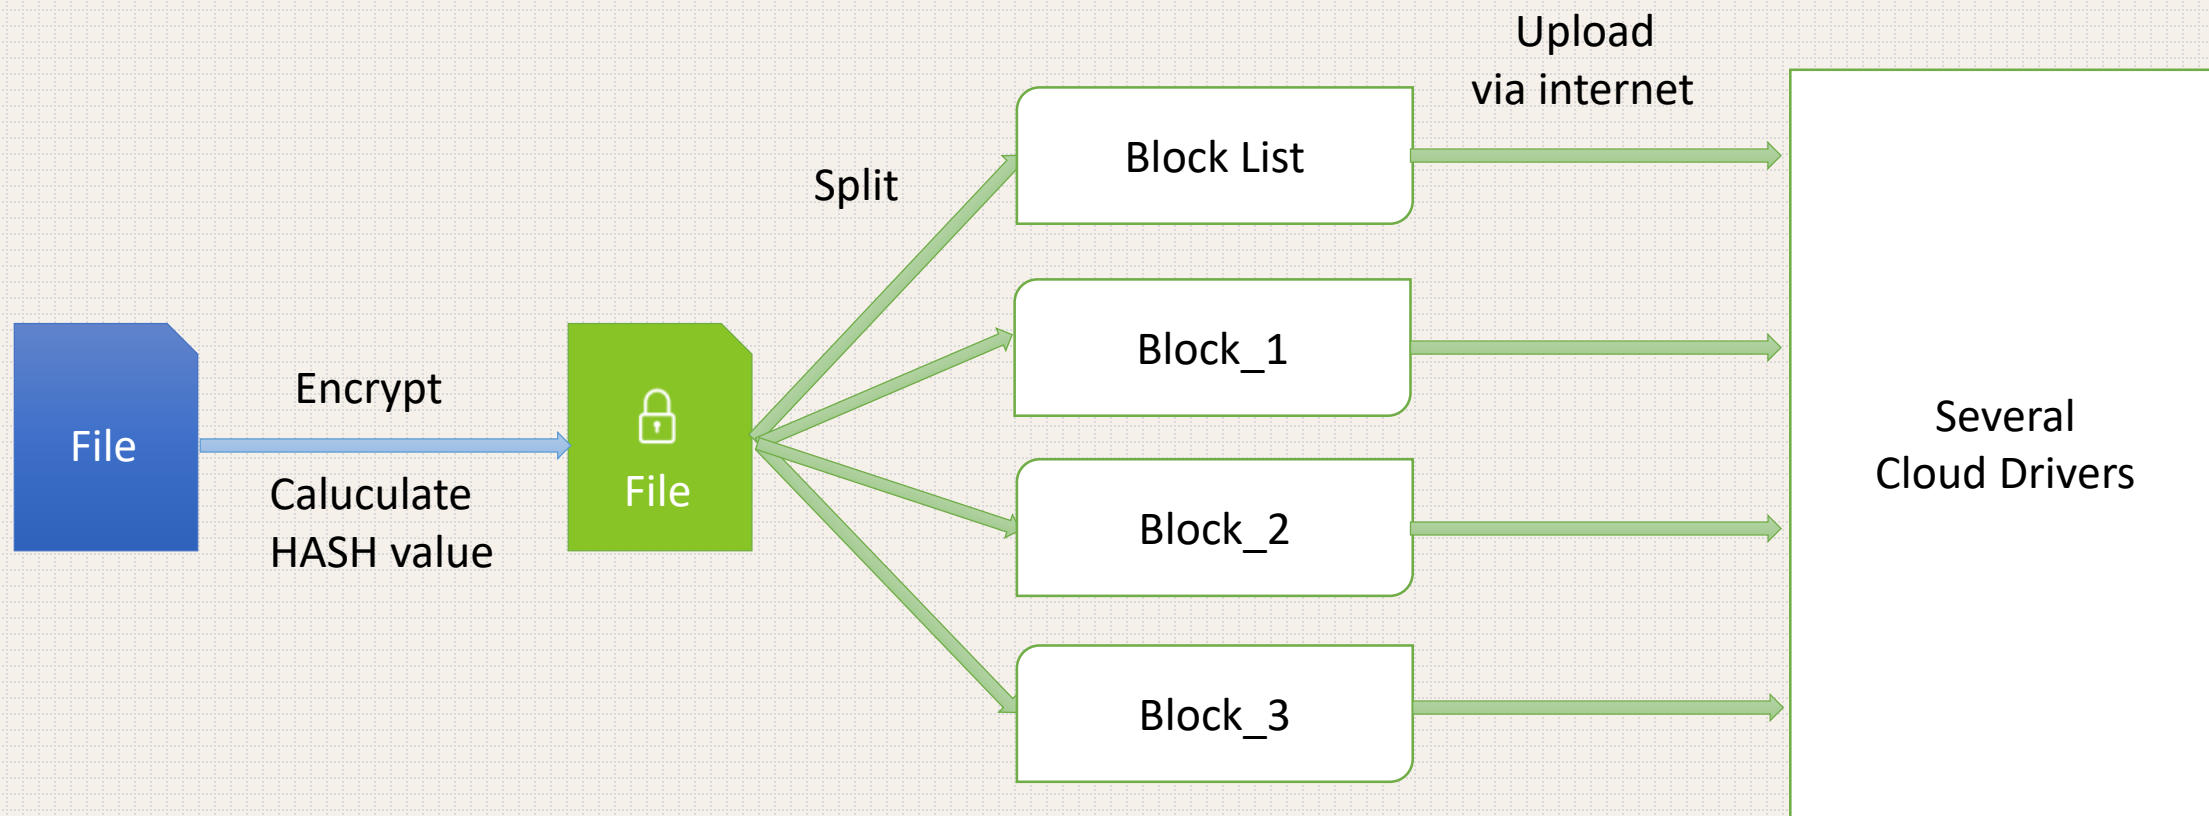 Upload
via internet
Split
Block List
Block_1
Block_2
Block_3
File
Encrypt
Caluculate
HASH value
File
Several
Cloud Drivers